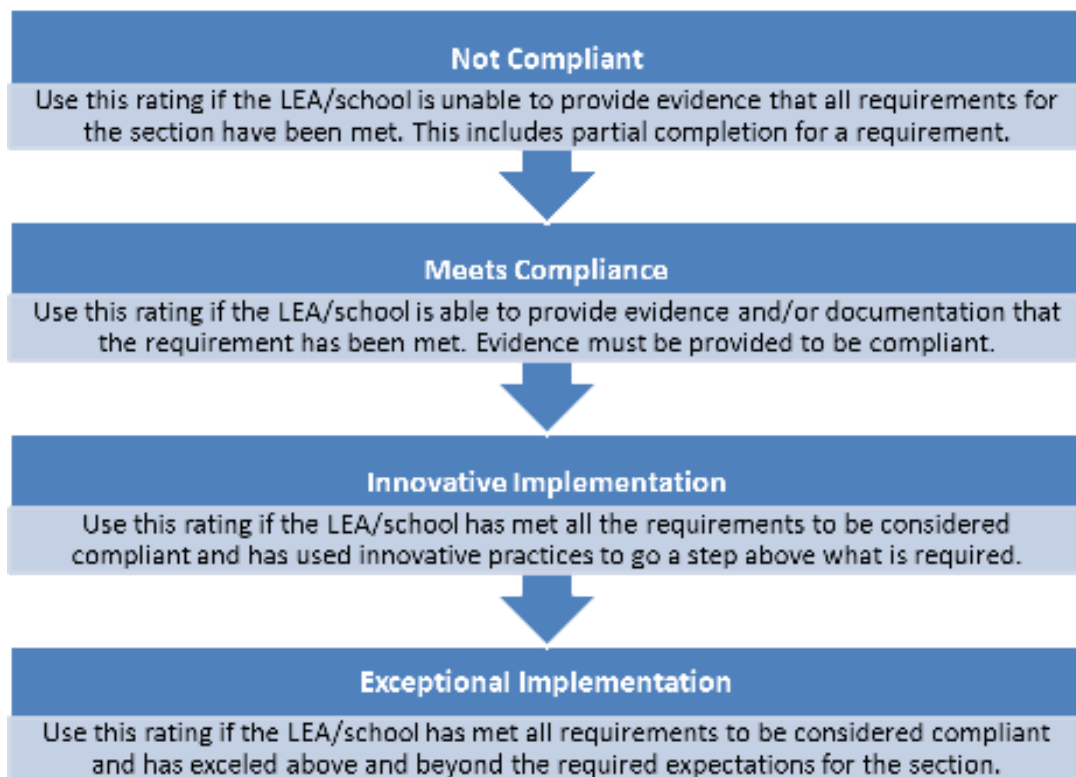 Not Compliant
Use this rating if the LEA/school is unable to provide evidence that all requirements for
the section have been met. This includes partial completion for a requirement.
Meets Compliance
Use this rating if the LEA/school is able to provide evidence and/or documentation that
the requirement has been met. Evidence must be provided to be compliant.
Innovative Implementation
Use this rating if the LEA/school has met all the requirements to be considered
compliant and has used innovative practices to go a step above what is required.
Exceptional Implementation
Use this rating if the LEA/school has met all requirements to be considered compliant
and has exceled above and beyond the required expectations for the section.